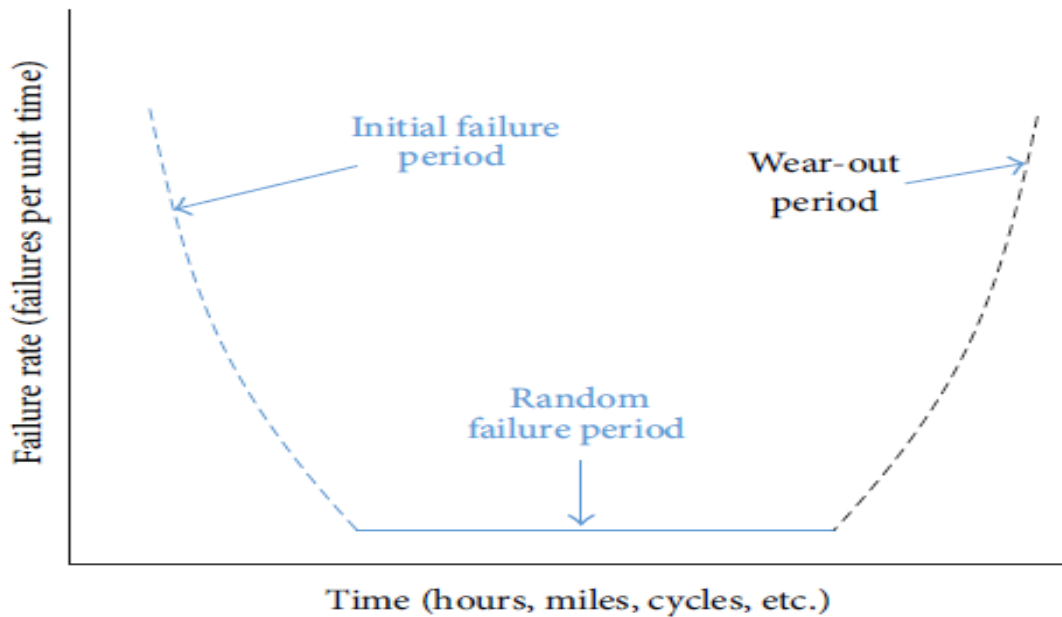 Failure rate (failures per unit time)
Initial failure
period
Wear-out
period
Random
failure period
Time (hours, miles, cycles, etc.)